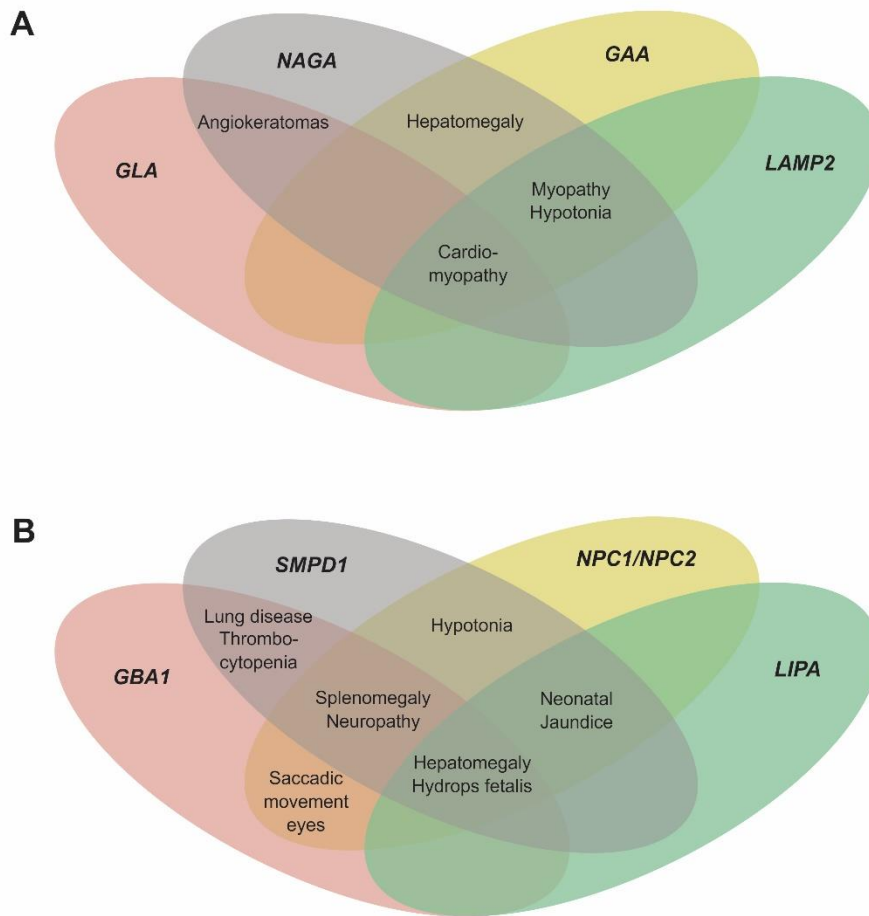 A
NAGA
GAA
Angiokeratomas
Hepatomegaly
GLA
LAMP2
Myopathy
Hypotonia
Cardio-
myopathy
B
SMPD1
NPC1/NPC2
Lung disease
Thrombo-
cytopenia
Hypotonia
GBA1
LIPA
Splenomegaly
Neuropathy
Neonatal
Jaundice
Hepatomegaly
Hydrops fetalis
Saccadic
movement
eyes